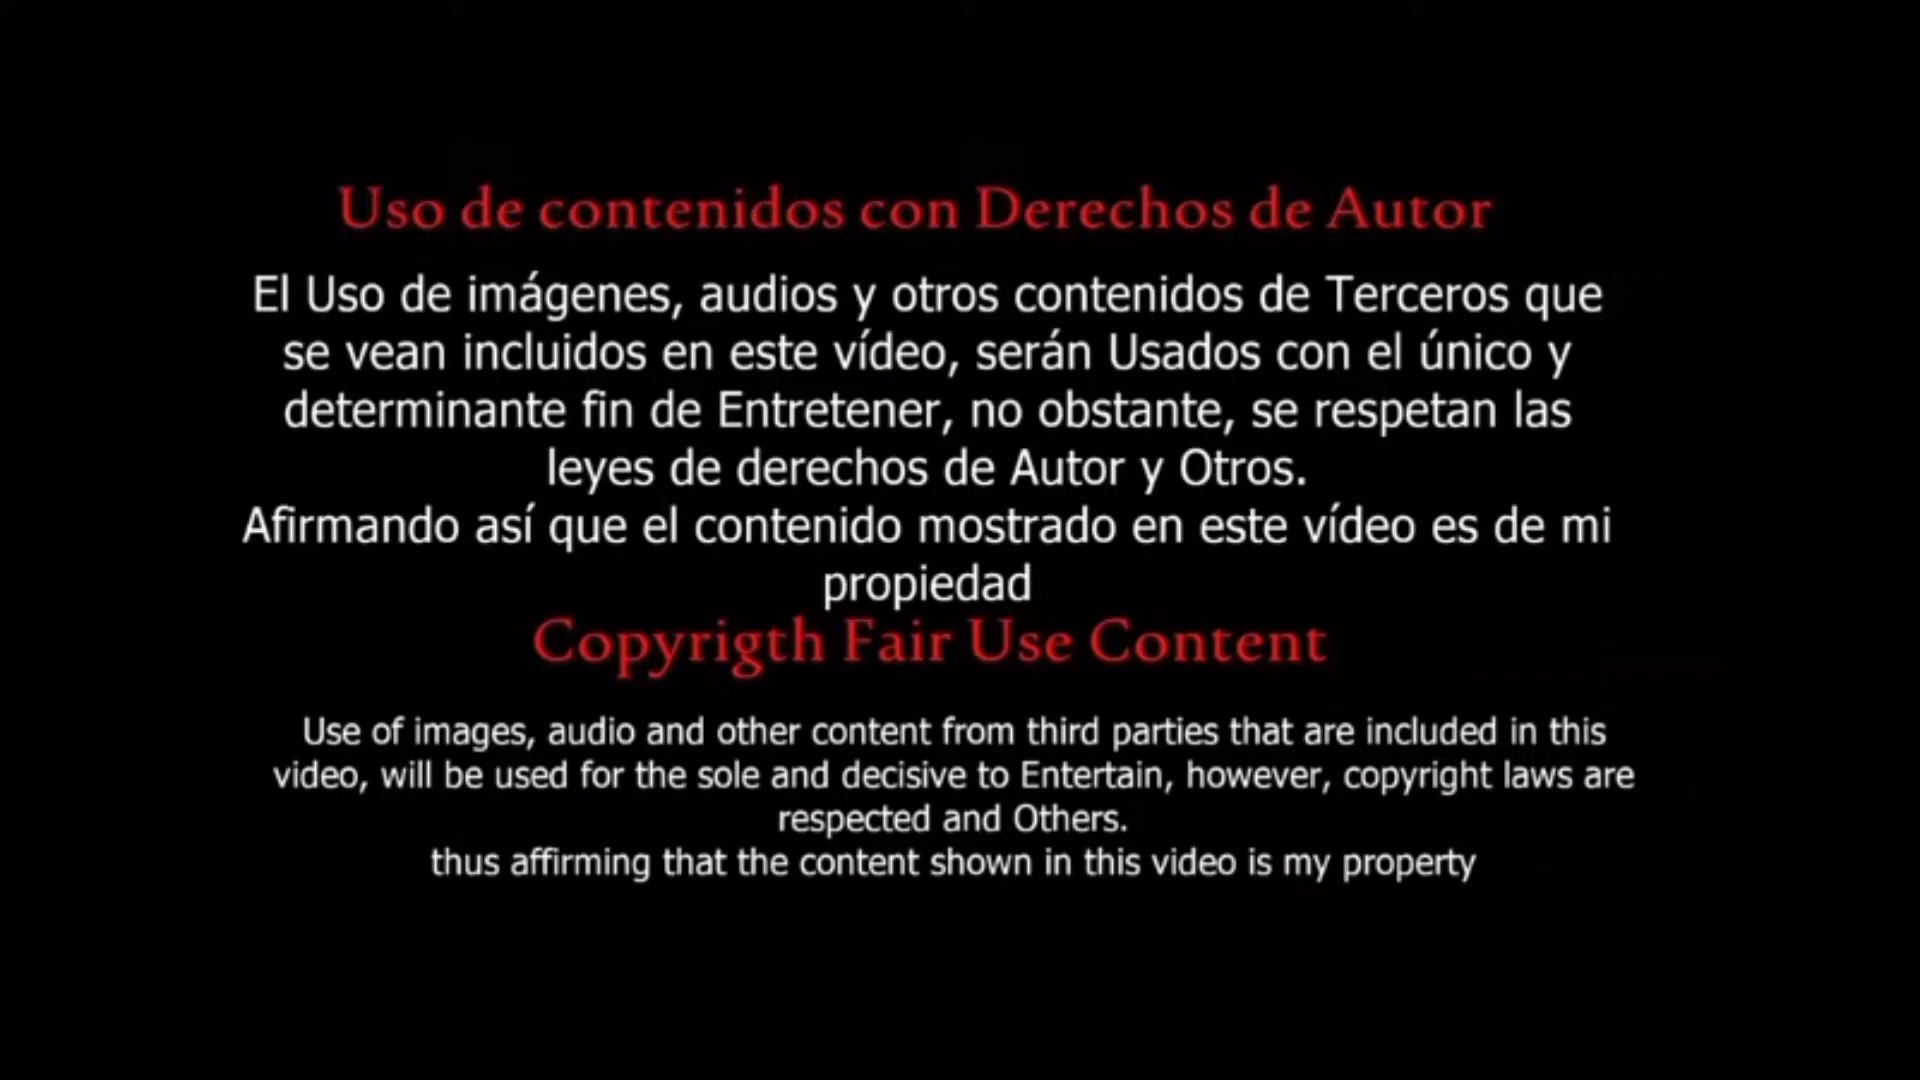 Uso de contenidos con Derechos de Autor
El Uso de imágenes, audios y otros contenidos de Terceros que
se vean incluidos en este vídeo, serán Usados con el único y
determinante fin de Entretener, no obstante, se respetan las
leyes de derechos de Autor y Otros.
Afirmando así que el contenido mostrado en este vídeo es de mi
propiedad
Copyrigth Fair Use Content
Use of images, audio and other content from third parties that are included in this
video, will be used for the sole and decisive to Entertain, however, copyright laws are
respected and Others.
thus affirming that the content shown in this video is my property